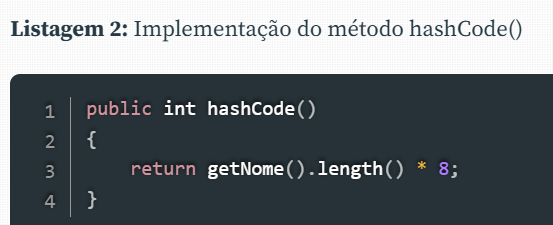 Listagem 2: Implementação do método hashCode()
1 public int hashCode()
2 {
3 return getNome().length() * 8;
4 }